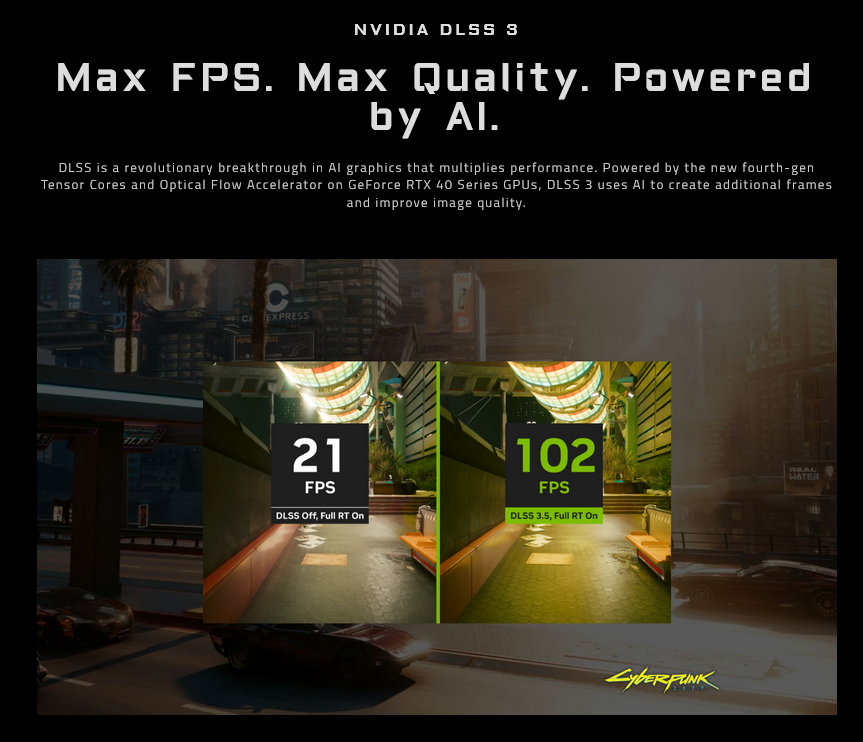 NVIDIA DLSS 3
Max FPS. Max Quality. Powered
by AI.
DLSS is a revolutionary breakthrough in AI graphics that multiplies performance. Powered by the new fourth-gen
Tensor Cores and Optical Flow Accelerator on GeForce RTX 40 Series GPUs, DLSS 3 uses AI to create additional frames
and improve image quality.
21
FPS
DLSS Off, Full RT On
102
FPS
DLSS 3.5, Full RT On
REAL
WATER
CYBERPUNK